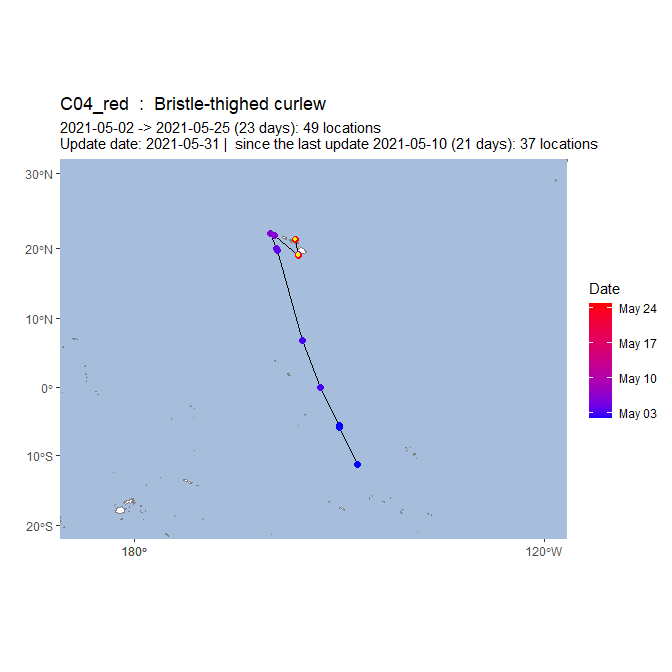 C04_red  :  Bristle-thighed curlew
2021-05-02 -> 2021-05-25 (23 days): 49 locations
Update date: 2021-05-31 |  since the last update 2021-05-10 (21 days): 37 locations
30°N
20°N
10°N
0°
10°S
20°S
180°
120°W
Date
May 24
May 17
May 10
May 03